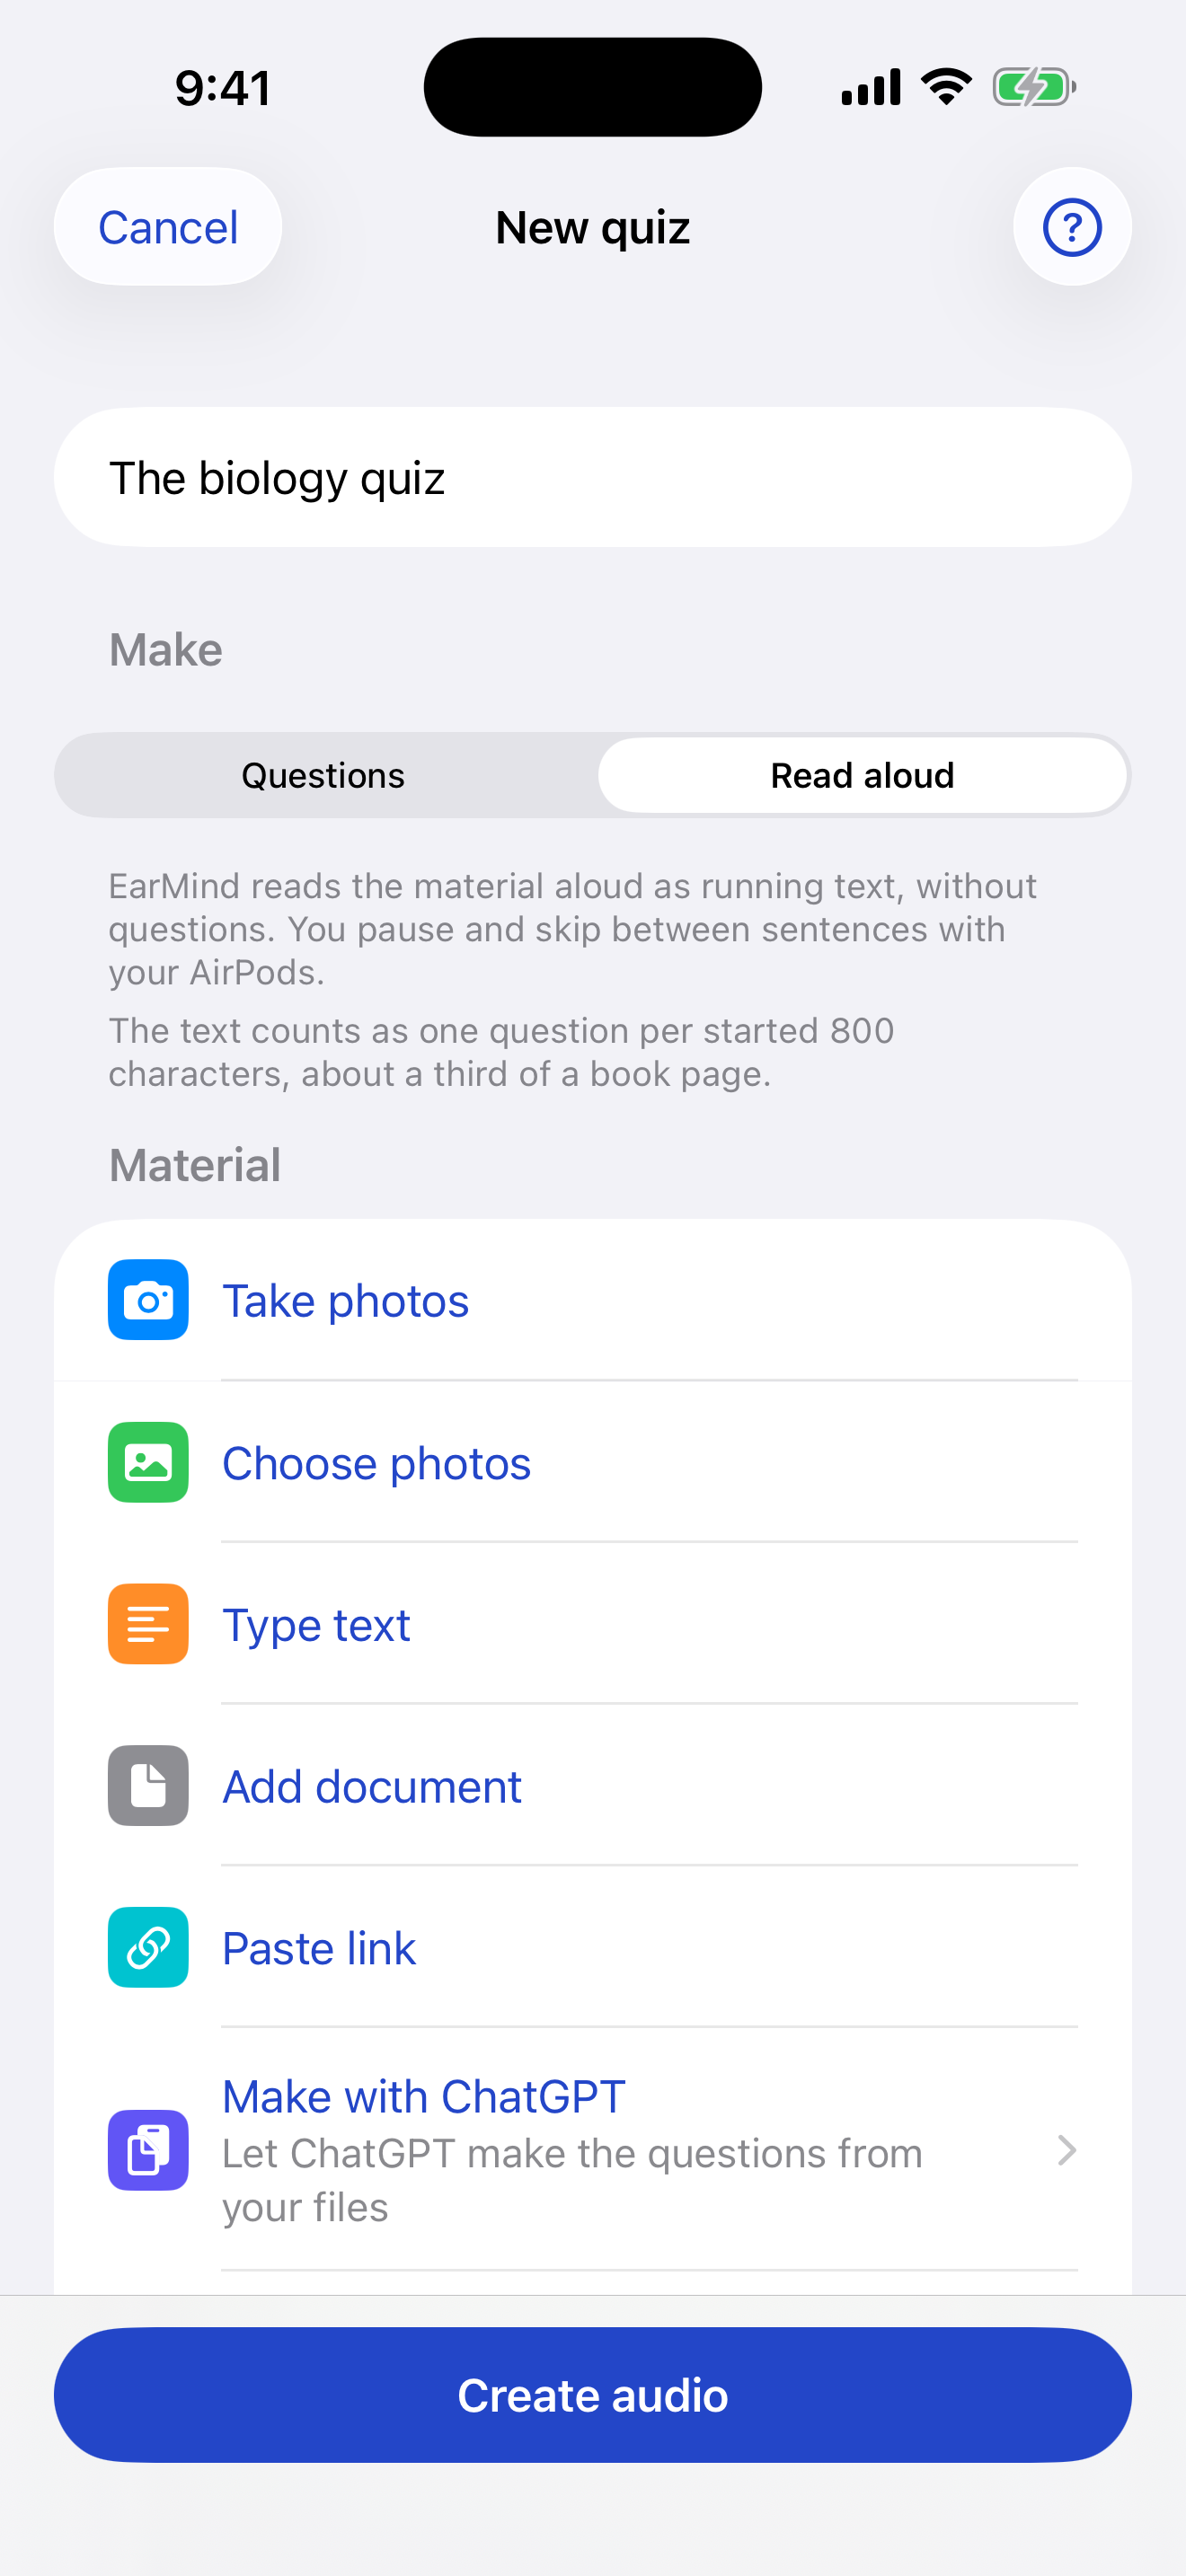 9:41
Cancel
New quiz
?
The biology quiz
Make
Questions
Read aloud
EarMind reads the material aloud as running text, without
questions. You pause and skip between sentences with
your AirPods.
The text counts as one question per started 800
characters, about a third of a book page.
Material
Take photos
Choose photos
Type text
Add document
Paste link
Make with ChatGPT
Let ChatGPT make the questions from
your files
Create audio